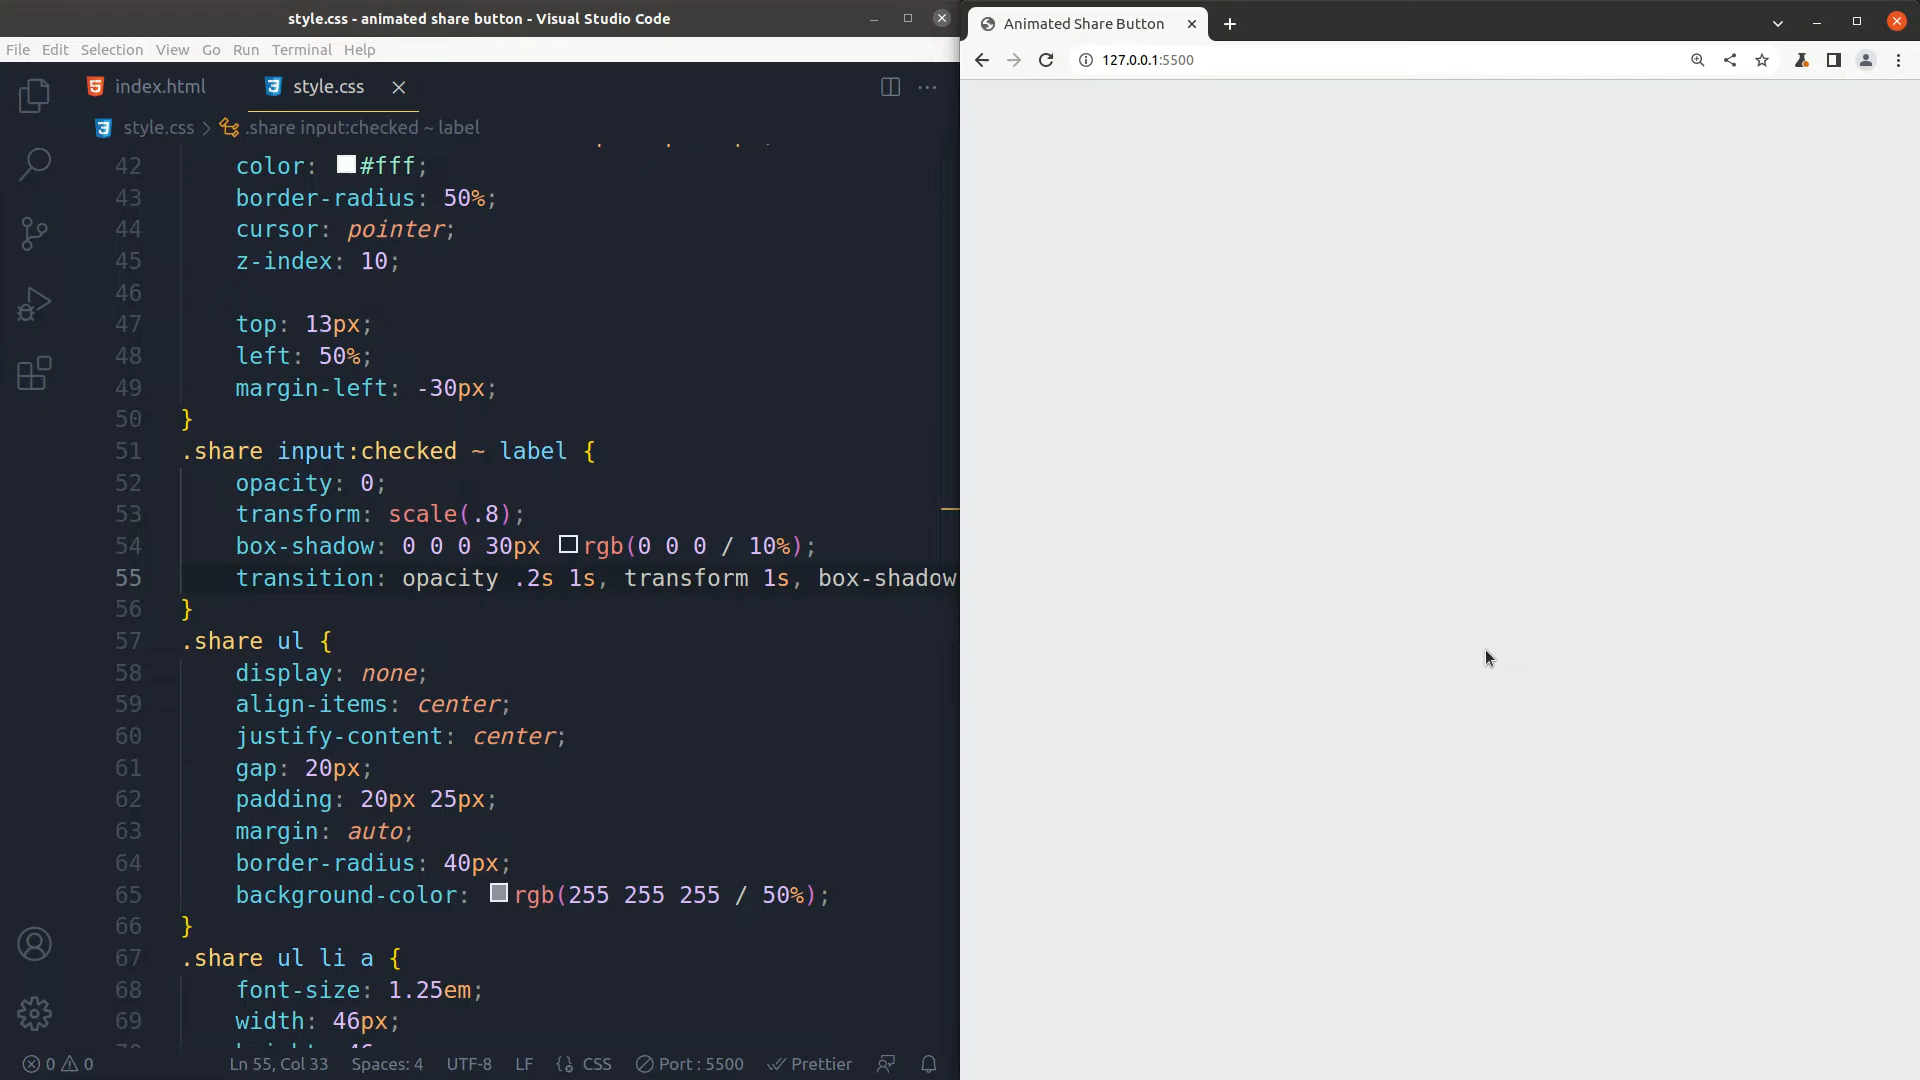 style.css - animated share button - Visual Studio Code
File Edit Selection View Go Run Terminal Help
index.html style.css
style.css > .share input:checked ~ label
42 color: #fff;
43 border-radius: 50%;
44 cursor: pointer;
45 z-index: 10;
46
47 top: 13px;
48 left: 50%;
49 margin-left: -30px;
50 }
51 .share input:checked ~ label {
52 opacity: 0;
53 transform: scale(.8);
54 box-shadow: 0 0 0 30px rgb(0 0 0 / 10%);
55 transition: opacity .2s 1s, transform 1s, box-shadow
56 }
57 .share ul {
58 display: none;
59 align-items: center;
60 justify-content: center;
61 gap: 20px;
62 padding: 20px 25px;
63 margin: auto;
64 border-radius: 40px;
65 background-color: rgb(255 255 255 / 50%);
66 }
67 .share ul li a {
68 font-size: 1.25em;
69 width: 46px;
0 0 Ln 55, Col 33 Spaces: 4 UTF-8 LF CSS Port : 5500 Prettier
Animated Share Button
127.0.0.1:5500